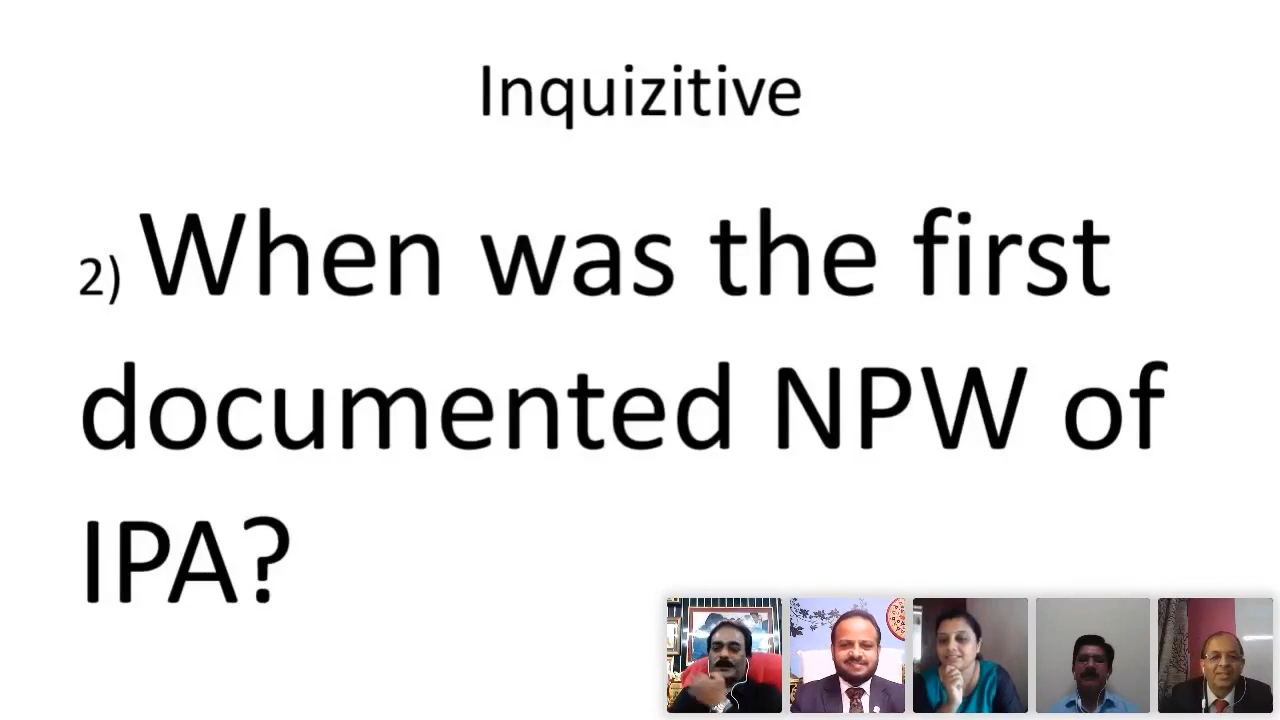 Inquizitive
2) When was the first
documented NPW of
IPA?